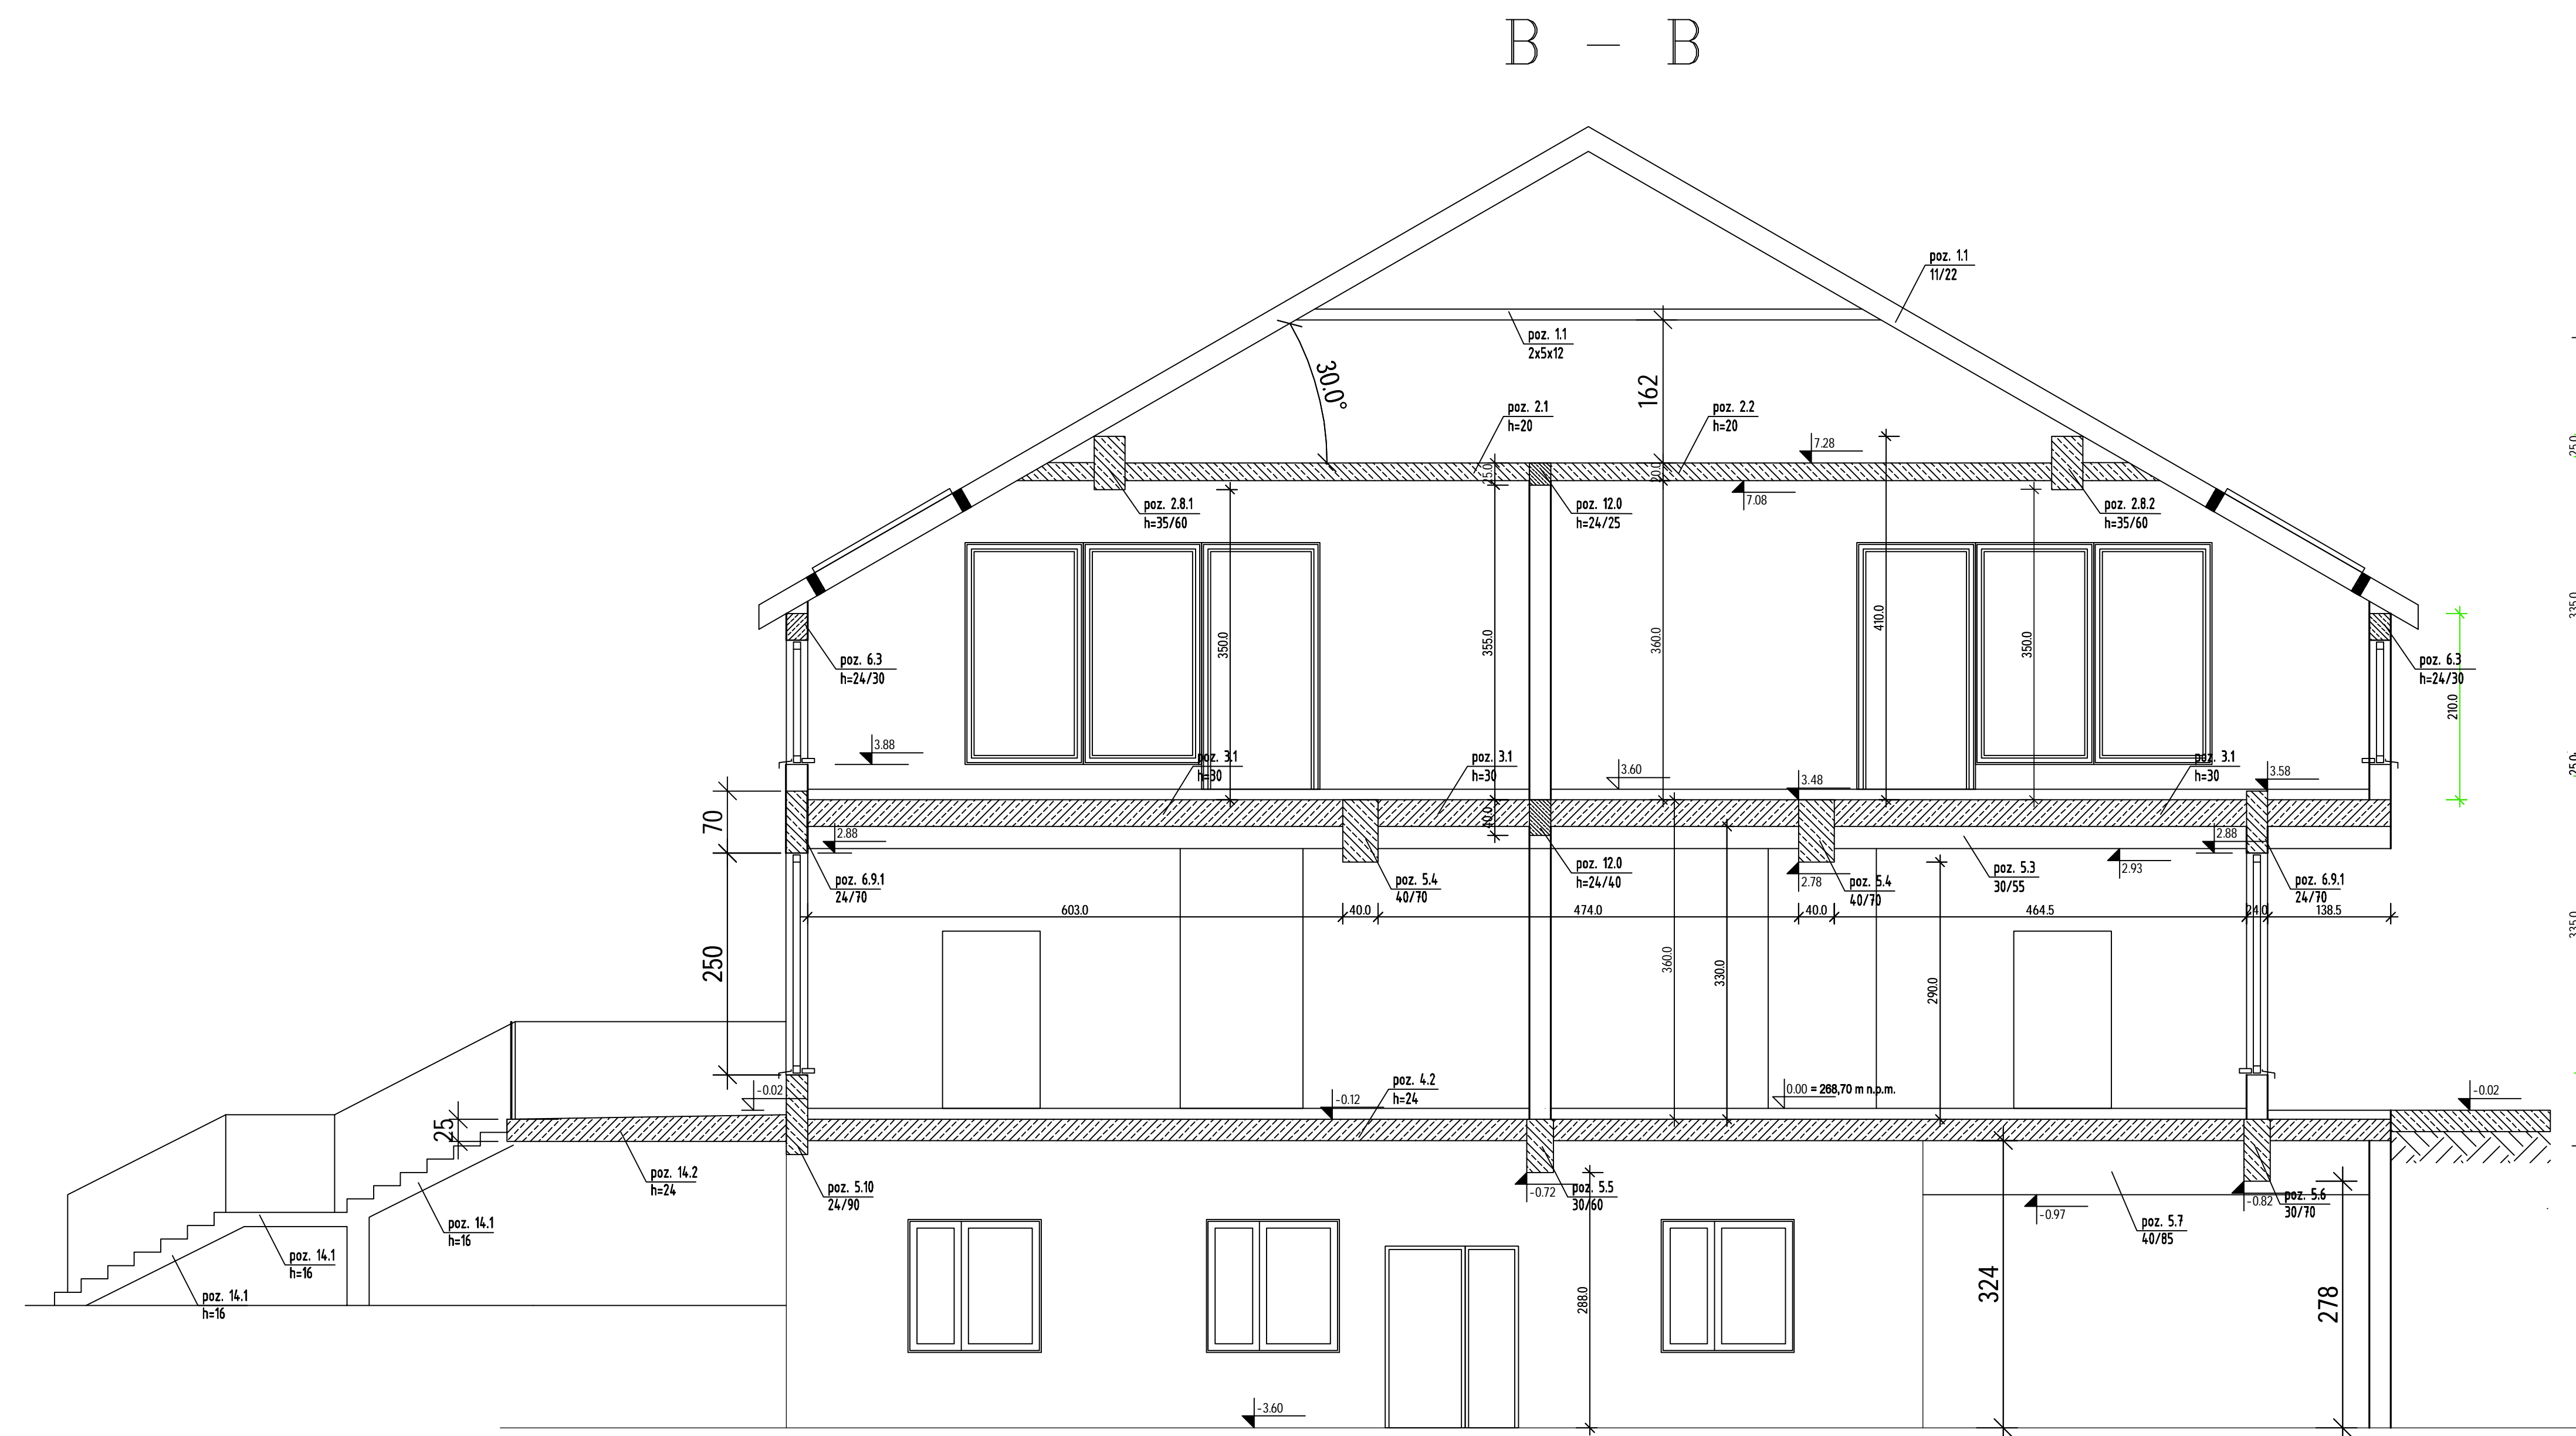 B - B
poz. 1.1
11/22
poz. 1.1
2x5x12
30.0°
162
poz. 2.1
h=20
poz. 2.2
h=20
7.28
25.0
7.08
poz. 2.8.1
h=35/60
poz. 12.0
h=24/25
poz. 2.8.2
h=35/60
350.0
355.0
360.0
410.0
350.0
335.0
poz. 6.3
h=24/30
poz. 6.3
h=24/30
210.0
3.88
poz. 3.1
h=30
poz. 3.1
h=30
3.60
3.48
poz. 3.1
h=30
3.58
25.0
70
2.88
40.0
2.88
poz. 6.9.1
24/70
poz. 5.4
40/70
poz. 12.0
h=24/40
2.78
poz. 5.4
40/70
poz. 5.3
30/55
2.93
poz. 6.9.1
24/70
603.0
40.0
474.0
40.0
464.5
24.0
138.5
335.0
250
360.0
330.0
290.0
-0.02
-0.12
poz. 4.2
h=24
0.00 = 268,70 m n.p.m.
-0.02
25
poz. 14.2
h=24
poz. 5.10
24/90
-0.72
poz. 5.5
30/60
-0.97
-0.82
poz. 5.6
30/70
poz. 14.1
h=16
poz. 5.7
40/85
poz. 14.1
h=16
poz. 14.1
h=16
288.0
324
278
-3.60